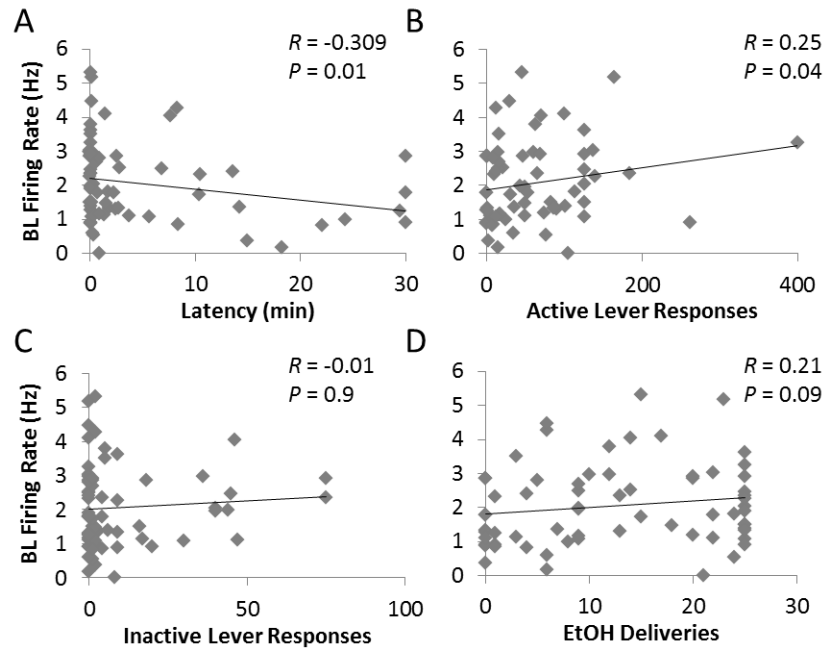 A
R = -0.309
P = 0.01
BL Firing Rate (Hz)
6
5
4
3
2
1
0
0 10 20 30
Latency (min)
B
R = 0.25
P = 0.04
6
5
4
3
2
1
0
0 200 400
Active Lever Responses
C
R = -0.01
P = 0.9
BL Firing Rate (Hz)
6
5
4
3
2
1
0
0 50 100
Inactive Lever Responses
D
R = 0.21
P = 0.09
6
5
4
3
2
1
0
0 10 20 30
EtOH Deliveries